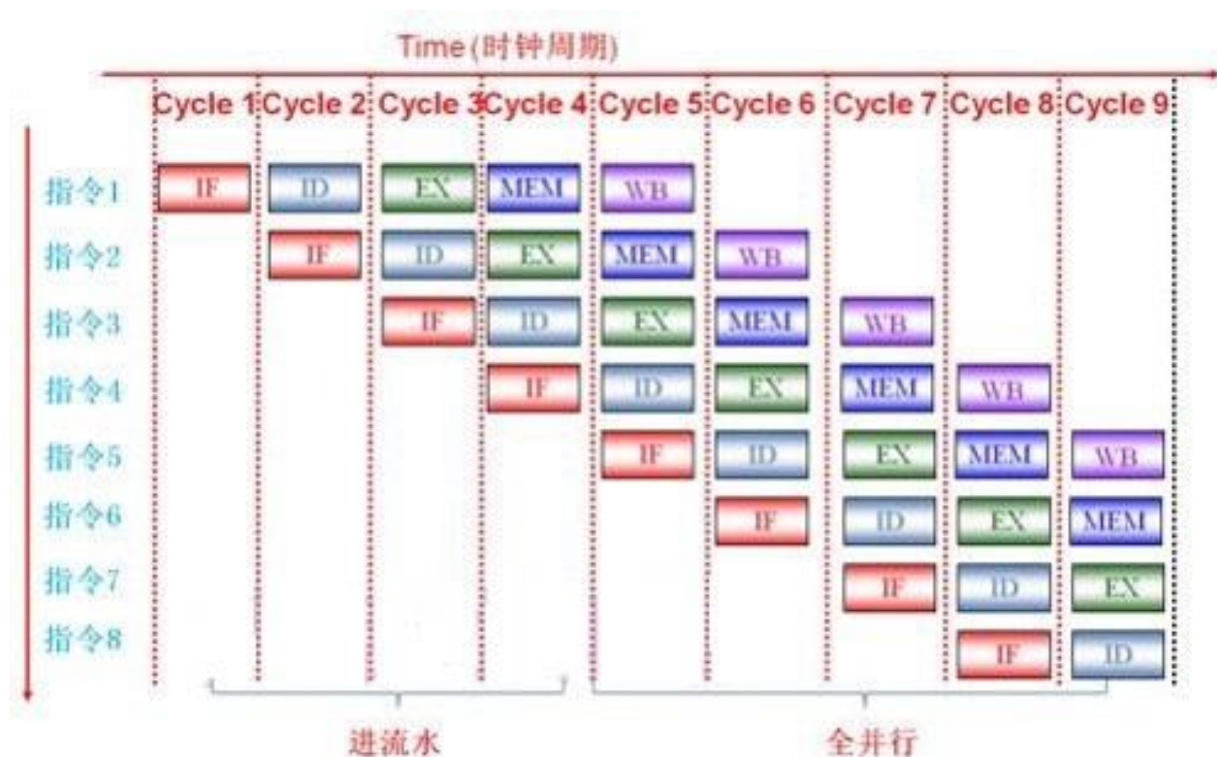 Time (时钟周期)
Cycle 1 Cycle 2 Cycle 3 Cycle 4 Cycle 5 Cycle 6 Cycle 7 Cycle 8 Cycle 9
指令1 IF ID EX MEM WB
指令2 IF ID EX MEM WB
指令3 IF ID EX MEM WB
指令4 IF ID EX MEM WB
指令5 IF ID EX MEM WB
指令6 IF ID EX MEM
指令7 IF ID EX
指令8 IF ID
进流水 全并行